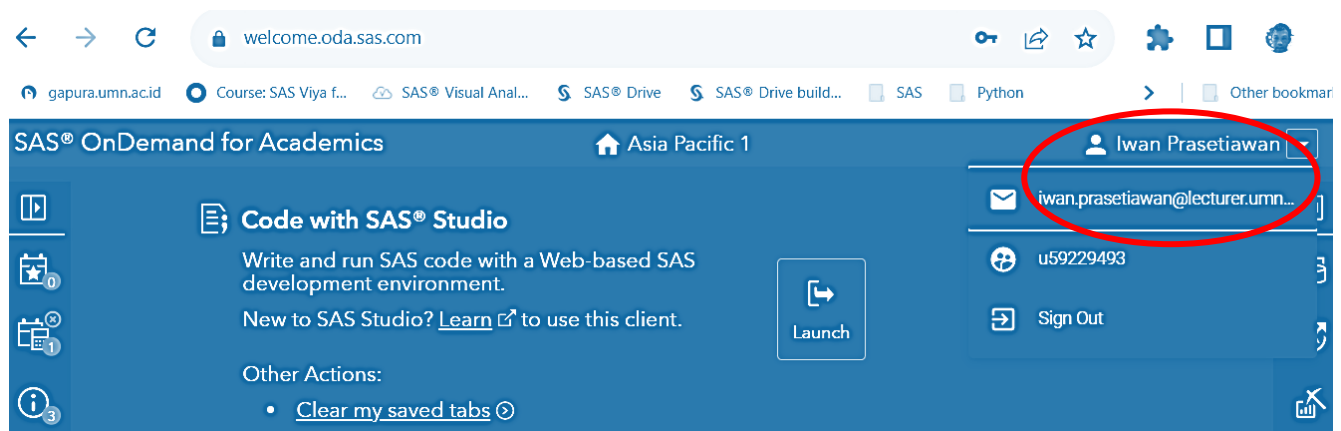 welcome.oda.sas.com
gapura.umn.ac.id Course: SAS Viya f... SAS® Visual Anal... SAS® Drive SAS® Drive build... SAS Python Other bookmar
SAS® OnDemand for Academics Asia Pacific 1 Iwan Prasetiawan
iwan.prasetiawan@lecturer.umn...
u59229493
Sign Out
Code with SAS® Studio
Write and run SAS code with a Web-based SAS
development environment.
New to SAS Studio? Learn to use this client.
Launch
Other Actions:
• Clear my saved tabs
0
1
3